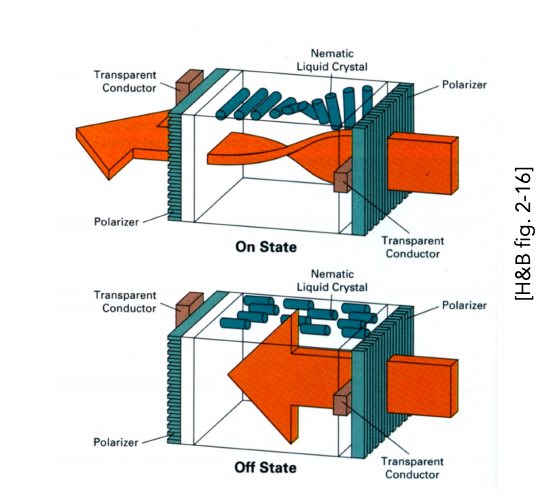 Nematic
Liquid Crystal
Transparent
Conductor
Polarizer
Polarizer
Transparent
Conductor
On State
Nematic
Liquid Crystal
Transparent
Conductor
Polarizer
Polarizer
Transparent
Conductor
Off State
[H&B fig. 2-16]